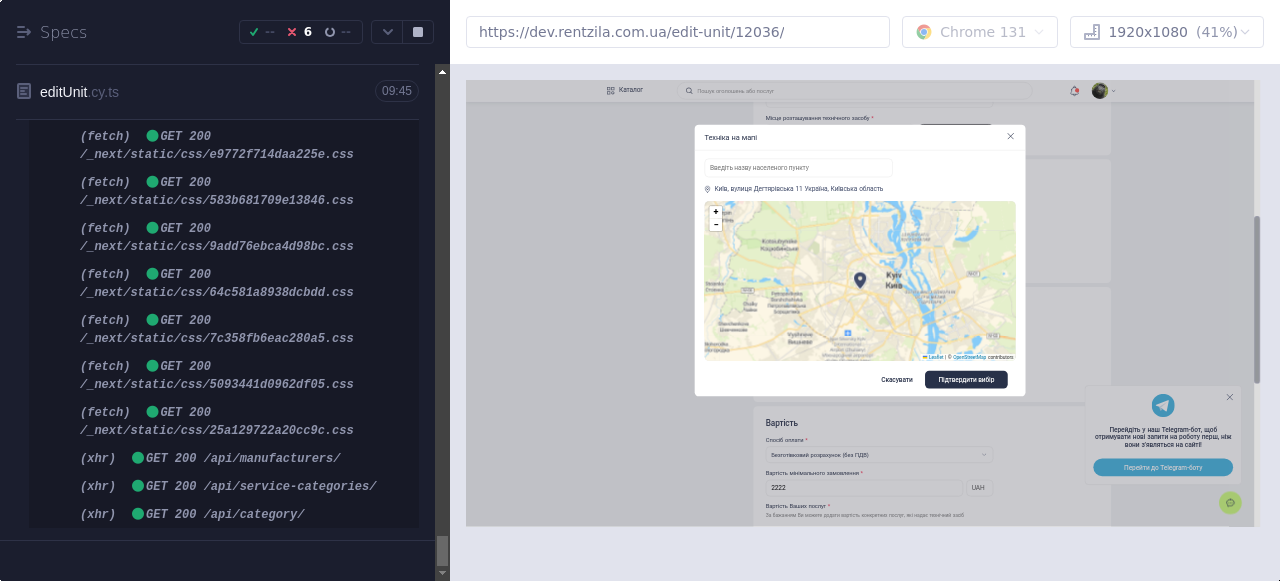 Specs
-- 6 --
editUnit.cy.ts
09:45
(fetch) GET 200
/_next/static/css/e9772f714daa225e.css
(fetch) GET 200
/_next/static/css/583b681709e13846.css
(fetch) GET 200
/_next/static/css/9add76ebca4d98bc.css
(fetch) GET 200
/_next/static/css/64c581a8938dcbdd.css
(fetch) GET 200
/_next/static/css/7c358fb6eac280a5.css
(fetch) GET 200
/_next/static/css/5093441d0962df05.css
(fetch) GET 200
/_next/static/css/25a129722a20cc9c.css
(xhr) GET 200 /api/manufacturers/
(xhr) GET 200 /api/service-categories/
(xhr) GET 200 /api/category/
https://dev.rentzila.com.ua/edit-unit/12036/
Chrome 131
1920x1080 (41%)
Каталог
Пошук оголошень або послуг
Місце розташування технічного засобу *
Техніка на мапі
Введіть назву населеного пункту
Київ, вулиця Дегтярівська 11 Україна, Київська область
+
−
Kyiv
Київ
Leaflet | © OpenStreetMap contributors
Скасувати
Підтвердити вибір
Вартість
Спосіб оплати *
Безготівковий розрахунок (без ПДВ)
Вартість мінімального замовлення *
2222
UAH
Вартість Ваших послуг *
За бажанням Ви можете додати вартість конкретних послуг, які надає технічний засіб
Перейдіть у наш Telegram-бот, щоб
отримувати нові запити на роботу перш, ніж
вони з'являться на сайті!
Перейти до Telegram-боту